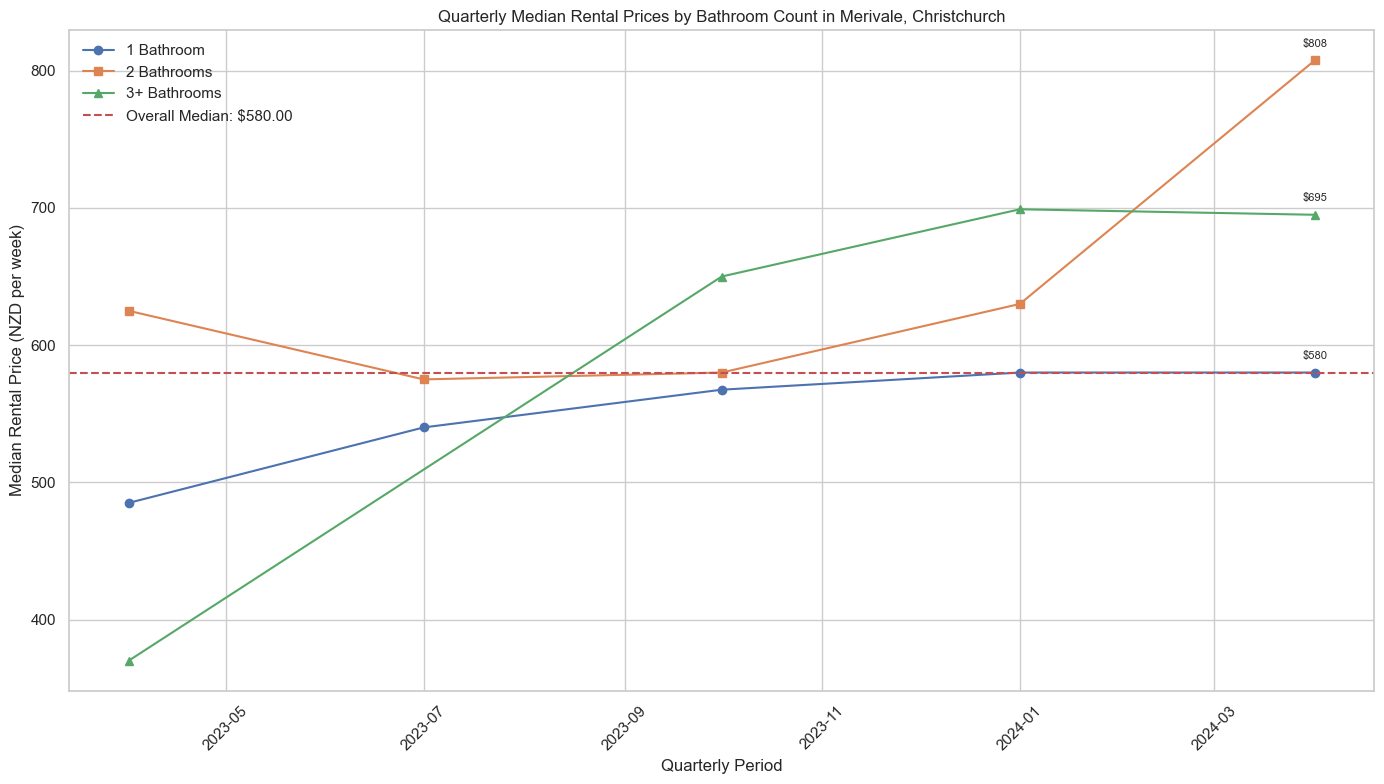 Quarterly Median Rental Prices by Bathroom Count in Merivale, Christchurch
1 Bathroom
2 Bathrooms
3+ Bathrooms
Overall Median: $580.00
$808
$695
$580
Median Rental Price (NZD per week)
800
700
600
500
400
2023-05
2023-07
2023-09
2023-11
2024-01
2024-03
Quarterly Period